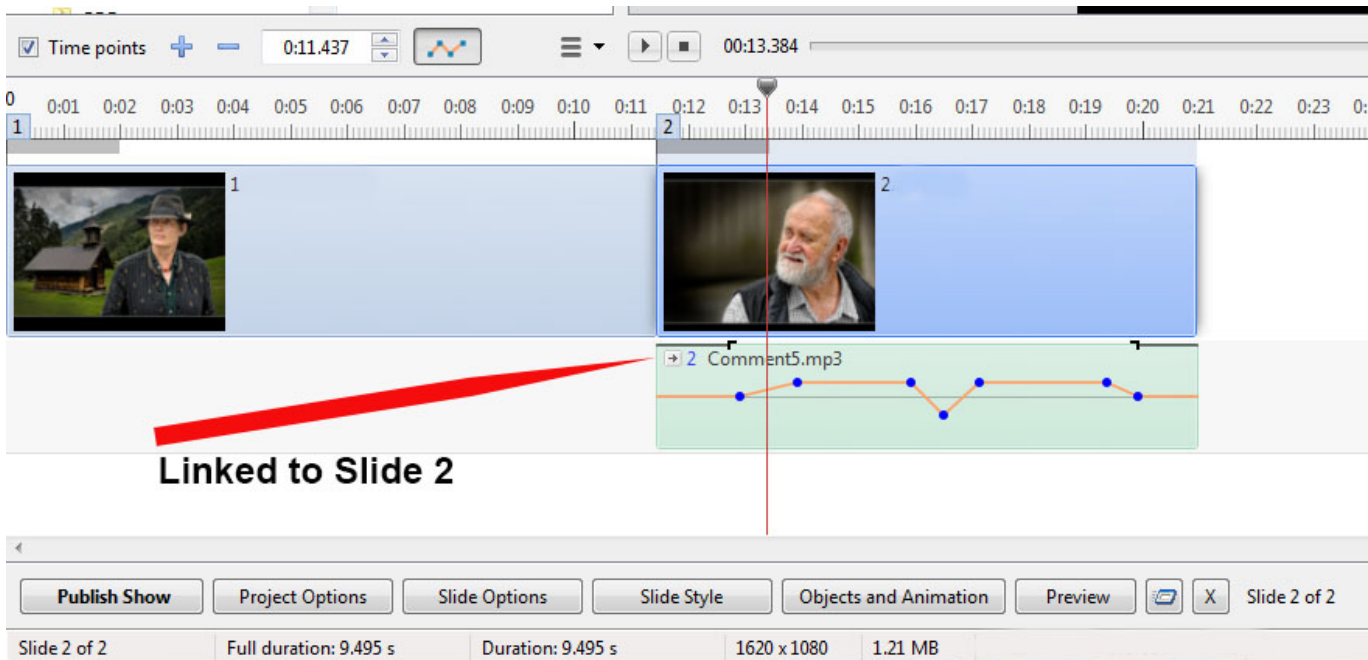 Time points 0:11.437 00:13.384
0 0:01 0:02 0:03 0:04 0:05 0:06 0:07 0:08 0:09 0:10 0:11 0:12 0:13 0:14 0:15 0:16 0:17 0:18 0:19 0:20 0:21 0:22 0:23 0:
1 2
1 2
2 Comment5.mp3
Linked to Slide 2
Publish Show Project Options Slide Options Slide Style Objects and Animation Preview X Slide 2 of 2
Slide 2 of 2 Full duration: 9.495 s Duration: 9.495 s 1620 x 1080 1.21 MB